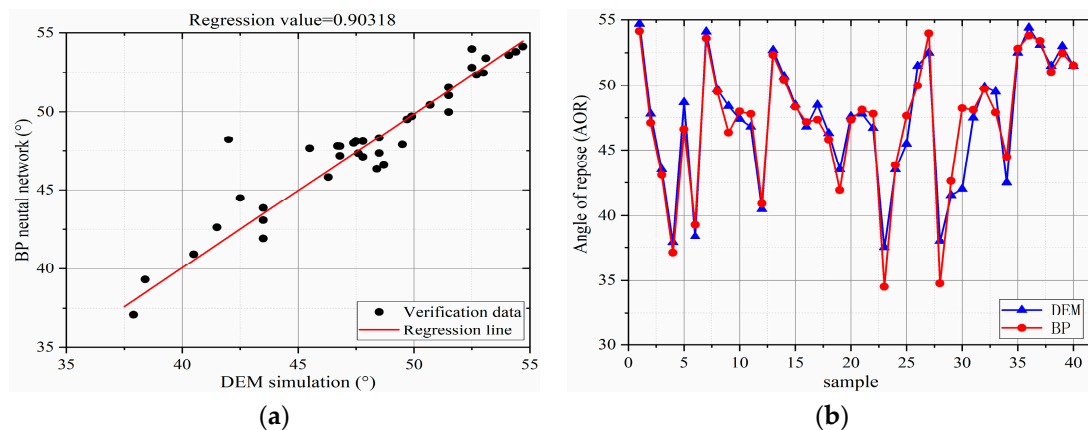 Regression value=0.90318
55
50
45
40
35
BP neutal network (°)
35
40
45
50
55
DEM simulation (°)
Verification data
Regression line
(a)
55
50
45
40
35
30
Angle of repose (AOR)
0
5
10
15
20
25
30
35
40
sample
DEM
BP
(b)